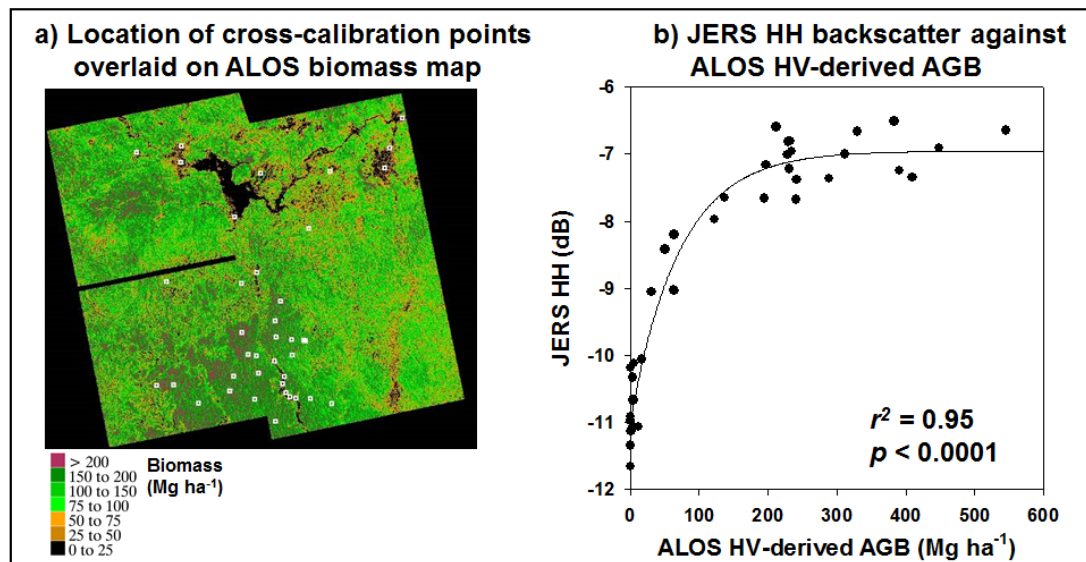 a) Location of cross-calibration points
overlaid on ALOS biomass map
> 200
150 to 200
100 to 150
75 to 100
50 to 75
25 to 50
0 to 25
Biomass
(Mg ha⁻¹)
b) JERS HH backscatter against
ALOS HV-derived AGB
JERS HH (dB)
-6
-7
-8
-9
-10
-11
-12
r² = 0.95
p < 0.0001
0 100 200 300 400 500 600
ALOS HV-derived AGB (Mg ha⁻¹)